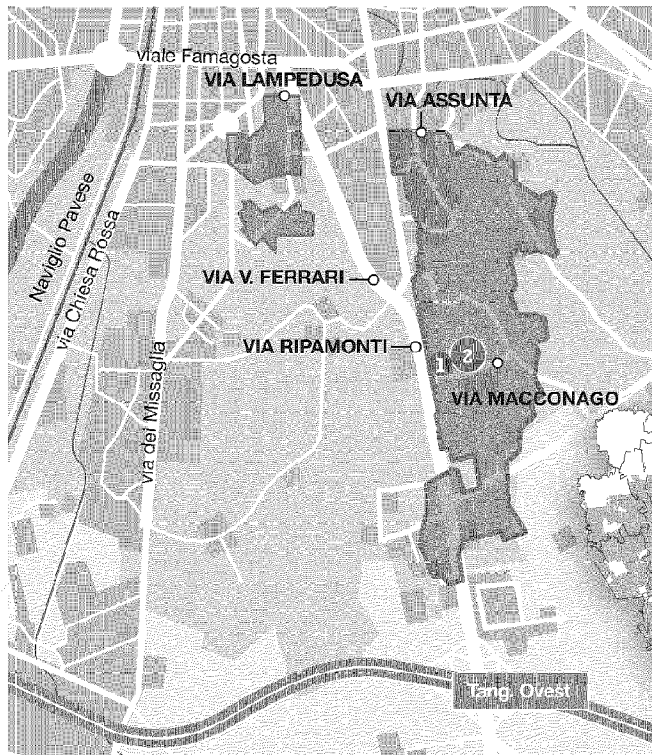 viale Famagosta
VIA LAMPEDUSA
VIA ASSUNTA
Naviglio Pavese
via Chiesa Rossa
VIA V. FERRARI
VIA RIPAMONTI
1
2
via dei Missaglia
VIA MACCONAGO
Tang. Ovest